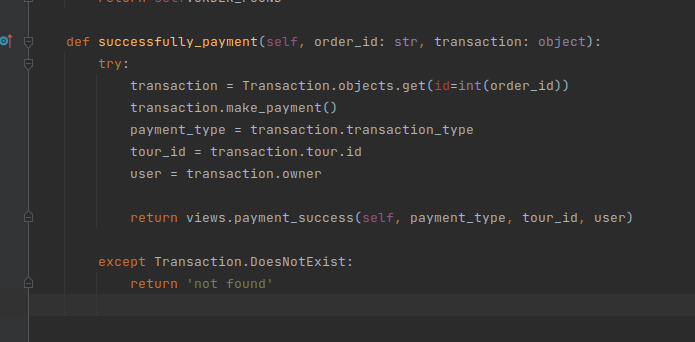 def successfully_payment(self, order_id: str, transaction: object):
try:
transaction = Transaction.objects.get(id=int(order_id))
transaction.make_payment()
payment_type = transaction.transaction_type
tour_id = transaction.tour.id
user = transaction.owner
return views.payment_success(self, payment_type, tour_id, user)
except Transaction.DoesNotExist:
return 'not found'